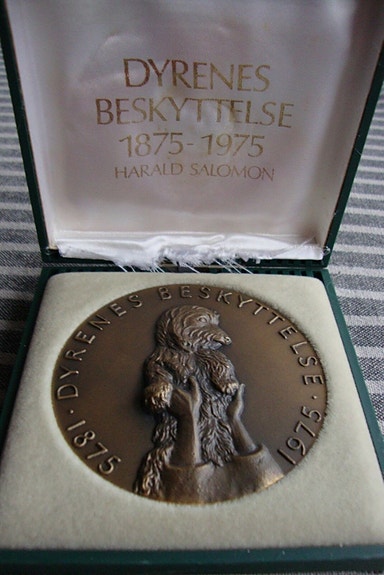 DYRENES
BESKYTTELSE
1875-1975
HARALD SALOMON
· DYRENES BESKYTTELSE ·
1875
1975